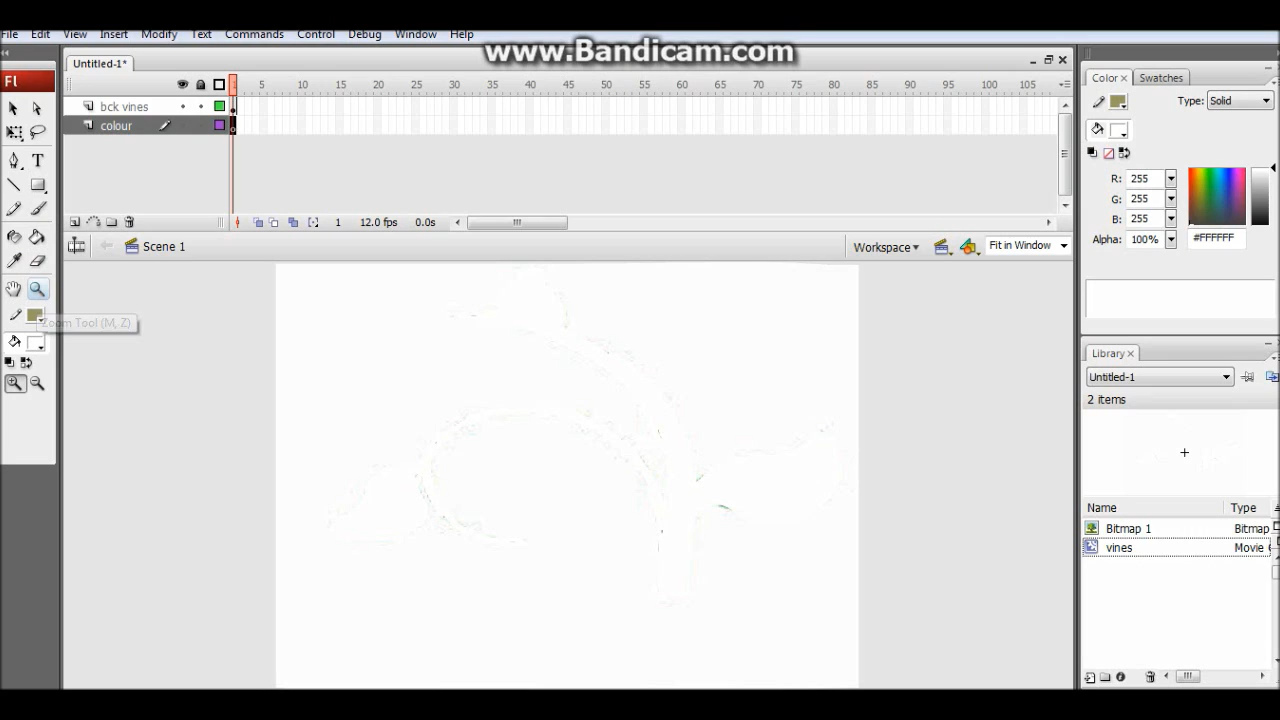 File Edit View Insert Modify Text Commands Control Debug Window Help
www.Bandicam.com
Fl
Untitled-1*
5 10 15 20 25 30 35 40 45 50 55 60 65 70 75 80 85 90 95 100 105
bck vines
colour
1 12.0 fps 0.0s
Scene 1
Workspace
Fit in Window
Zoom Tool (M, Z)
Color Swatches
Type: Solid
R: 255
G: 255
B: 255
Alpha: 100%
#FFFFFF
Library
Untitled-1
2 items
Name Type
Bitmap 1 Bitmap
vines Movie